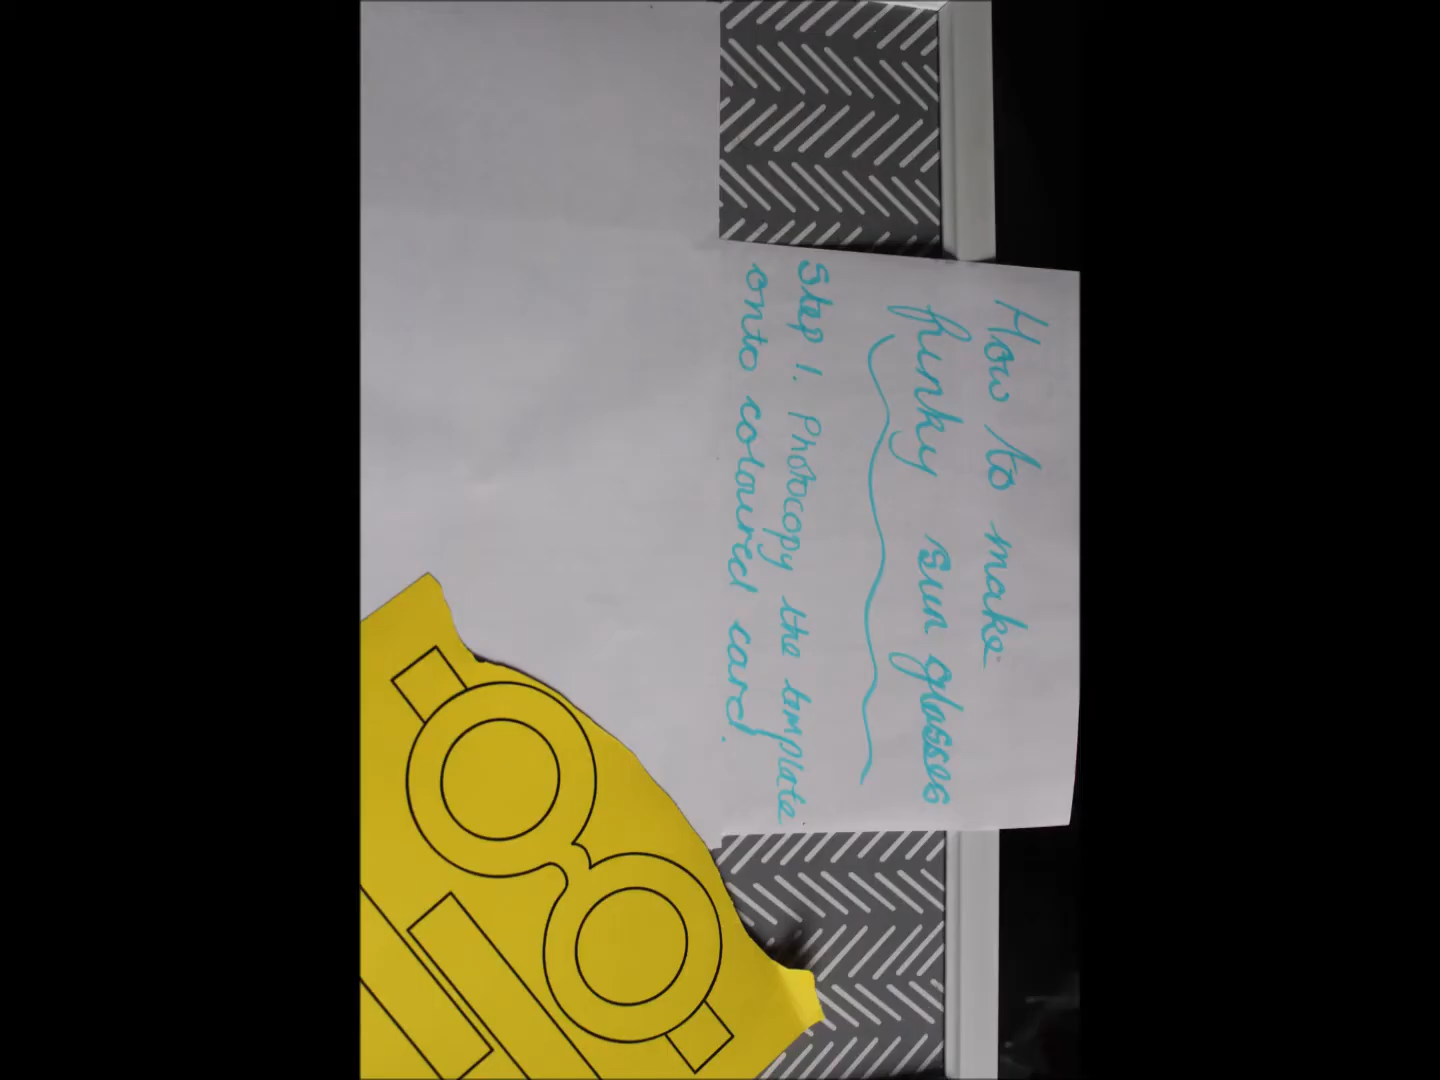 How to make
funky sun glasses
Step 1. Photocopy the template
onto coloured card.